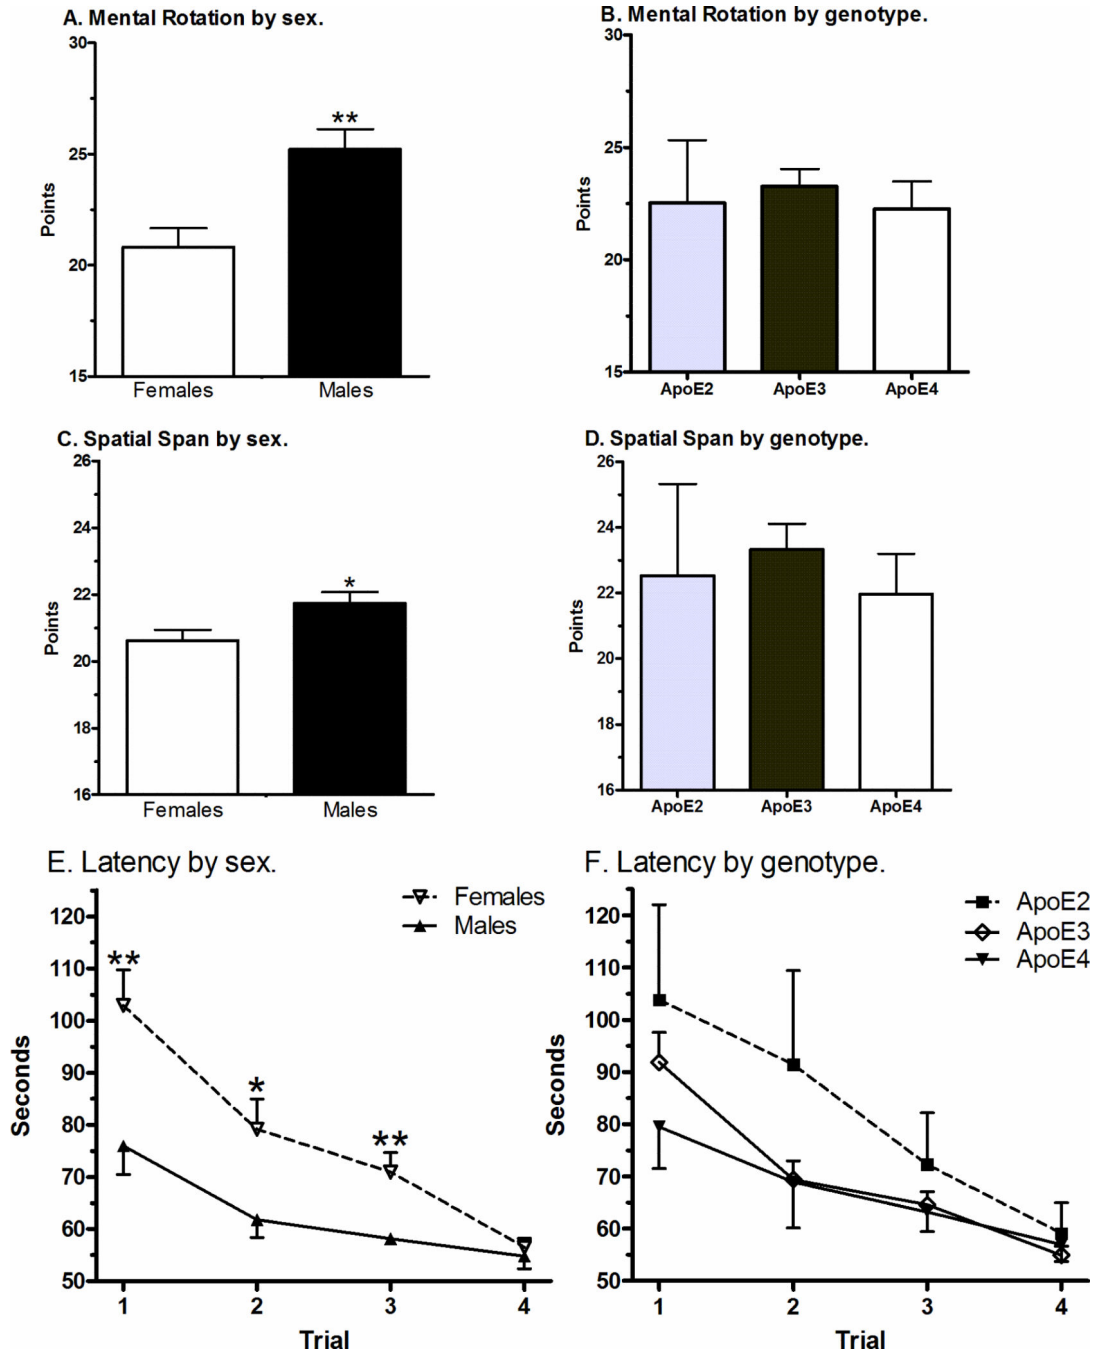 A. Mental Rotation by sex.
30
25
20
15
Points
**
Females Males
B. Mental Rotation by genotype.
30
25
20
15
Points
ApoE2 ApoE3 ApoE4
C. Spatial Span by sex.
26
24
22
20
18
16
Points
*
Females Males
D. Spatial Span by genotype.
26
24
22
20
18
16
Points
ApoE2 ApoE3 ApoE4
E. Latency by sex.
Females
Males
120
110
100
90
80
70
60
50
Seconds
**
*
**
1 2 3 4
Trial
F. Latency by genotype.
ApoE2
ApoE3
ApoE4
120
110
100
90
80
70
60
50
Seconds
1 2 3 4
Trial